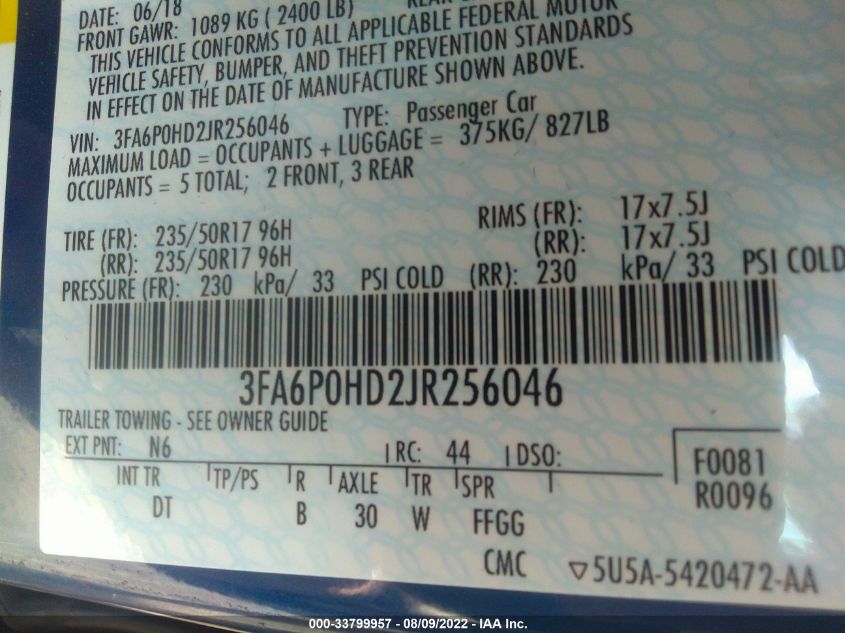 DATE: 06/18
FRONT GAWR: 1089 KG ( 2400 LB)
THIS VEHICLE CONFORMS TO ALL APPLICABLE FEDERAL MOTOR
VEHICLE SAFETY, BUMPER, AND THEFT PREVENTION STANDARDS
IN EFFECT ON THE DATE OF MANUFACTURE SHOWN ABOVE.
VIN: 3FA6P0HD2JR256046 TYPE: Passenger Car
MAXIMUM LOAD = OCCUPANTS + LUGGAGE = 375KG/ 827LB
OCCUPANTS = 5 TOTAL; 2 FRONT, 3 REAR
TIRE (FR): 235/50R17 96H RIMS (FR): 17x7.5J
(RR): 235/50R17 96H (RR): 17x7.5J
PRESSURE (FR): 230 kPa/ 33 PSI COLD (RR): 230 kPa/ 33 PSI COLD
3FA6P0HD2JR256046
TRAILER TOWING - SEE OWNER GUIDE
EXT PNT: N6 RC: 44 DSO: F0081
INT TR TP/PS R AXLE TR SPR R0096
DT B 30 W FFGG
CMC ▽5U5A-5420472-AA
000-33799957 - 08/09/2022 - IAA Inc.